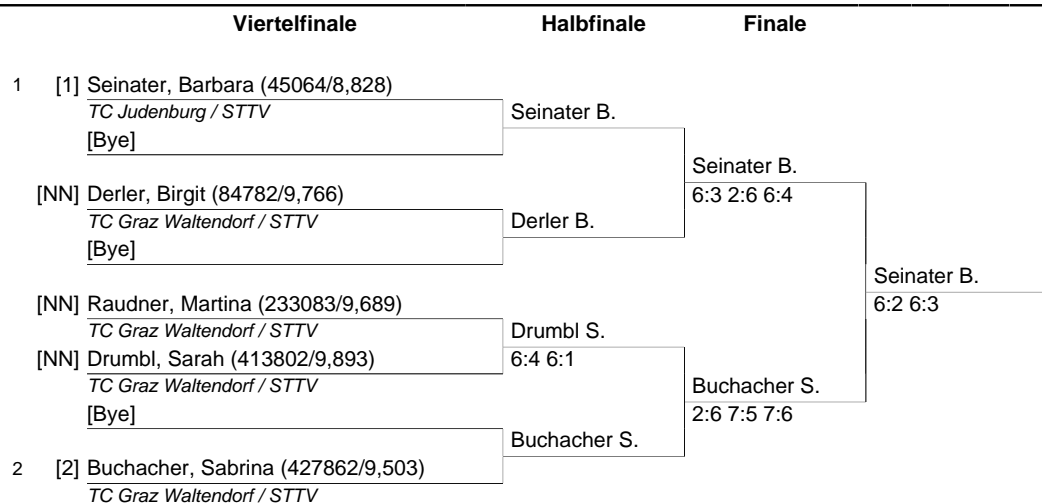 Viertelfinale Halbfinale Finale
1 [1] Seinater, Barbara (45064/8,828)
TC Judenburg / STTV Seinater B.
[Bye]
Seinater B.
[NN] Derler, Birgit (84782/9,766) 6:3 2:6 6:4
TC Graz Waltendorf / STTV Derler B.
[Bye]
Seinater B.
[NN] Raudner, Martina (233083/9,689) 6:2 6:3
TC Graz Waltendorf / STTV Drumbl S.
[NN] Drumbl, Sarah (413802/9,893) 6:4 6:1
TC Graz Waltendorf / STTV Buchacher S.
[Bye] 2:6 7:5 7:6
Buchacher S.
2 [2] Buchacher, Sabrina (427862/9,503)
TC Graz Waltendorf / STTV